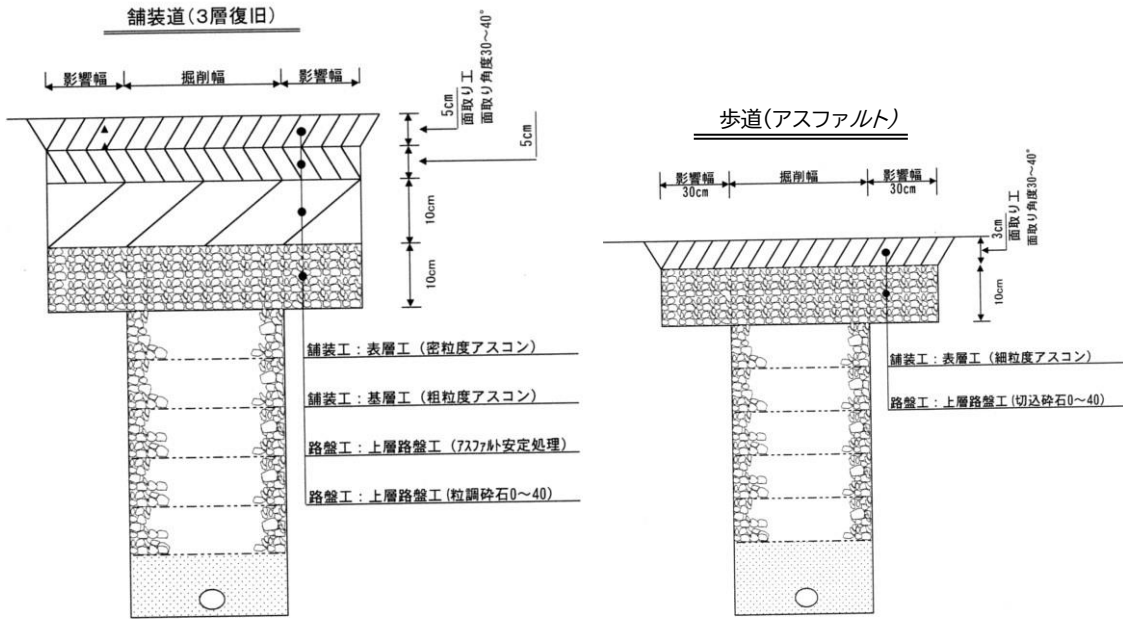 舗装道(3層復旧)
影響幅
掘削幅
影響幅
5cm
面取り工
面取り角度30～40°
5cm
10cm
10cm
舗装工：表層工（密粒度アスコン）
舗装工：基層工（粗粒度アスコン）
路盤工：上層路盤工（ｱｽﾌｧﾙﾄ安定処理）
路盤工：上層路盤工(粒調砕石0～40)
歩道(アスファルト)
影響幅
30cm
掘削幅
影響幅
30cm
3cm
面取り工
面取り角度30～40°
10cm
舗装工：表層工（細粒度アスコン）
路盤工：上層路盤工(切込砕石0～40)